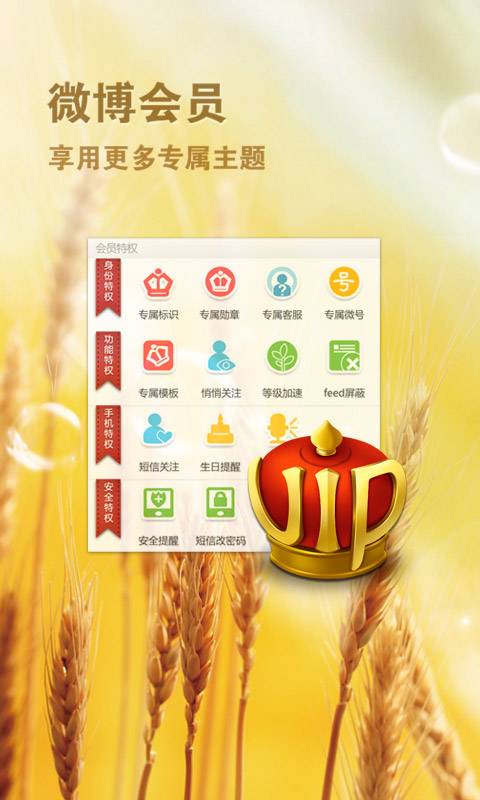 微博会员
享用更多专属主题
会员特权
身份特权
专属标识 专属勋章 专属客服 专属微号
号
功能特权
专属模板 悄悄关注 等级加速 feed屏蔽
手机特权
短信关注 生日提醒
安全特权
安全提醒 短信改密码
VIP